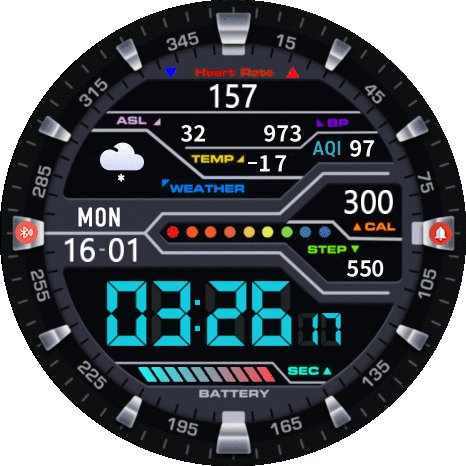 345 15
315 45
285 75
255 105
225 135
195 165
Heart Rate
157
ASL BP
32 973
AQI 97
TEMP -17
WEATHER
300
CAL
MON
16-01
STEP
550
03:26 17
SEC
BATTERY